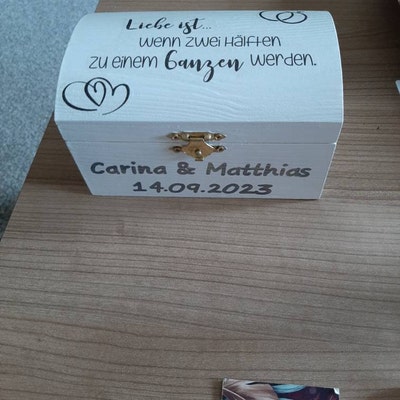 Liebe ist...
wenn zwei Hälften
zu einem Ganzen werden.
Carina & Matthias
14.09.2023